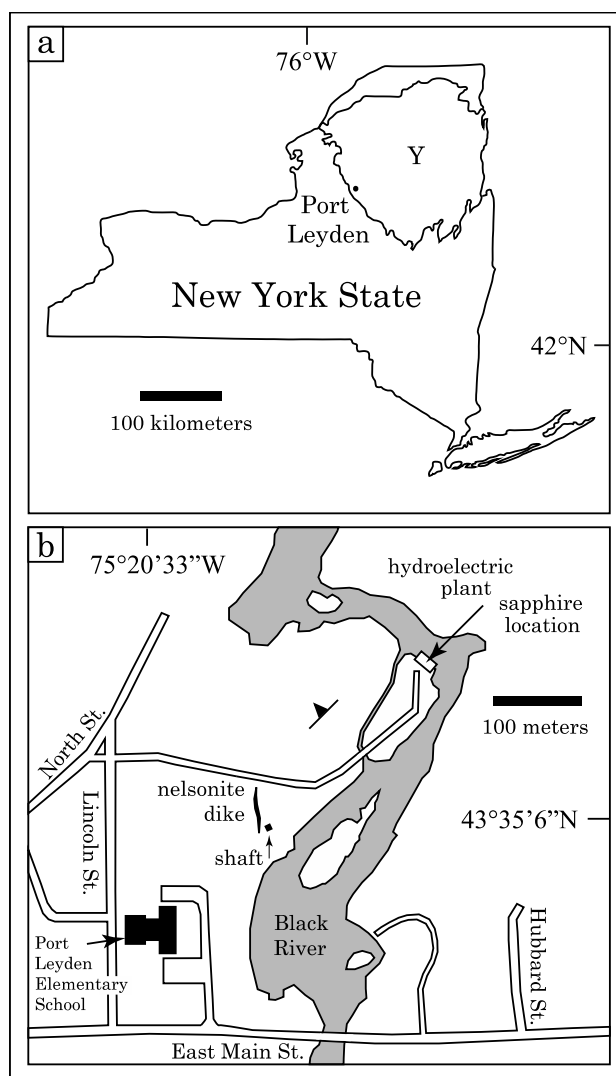 a
76°W
Y
Port
Leyden
New York State
42°N
100 kilometers
b
75°20'33”W
hydroelectric
plant
sapphire
location
100 meters
North St.
nelsonite
dike
43°35’6”N
Lincoln St.
shaft
Black
River
Hubbard St.
Port
Leyden
Elementary
School
East Main St.